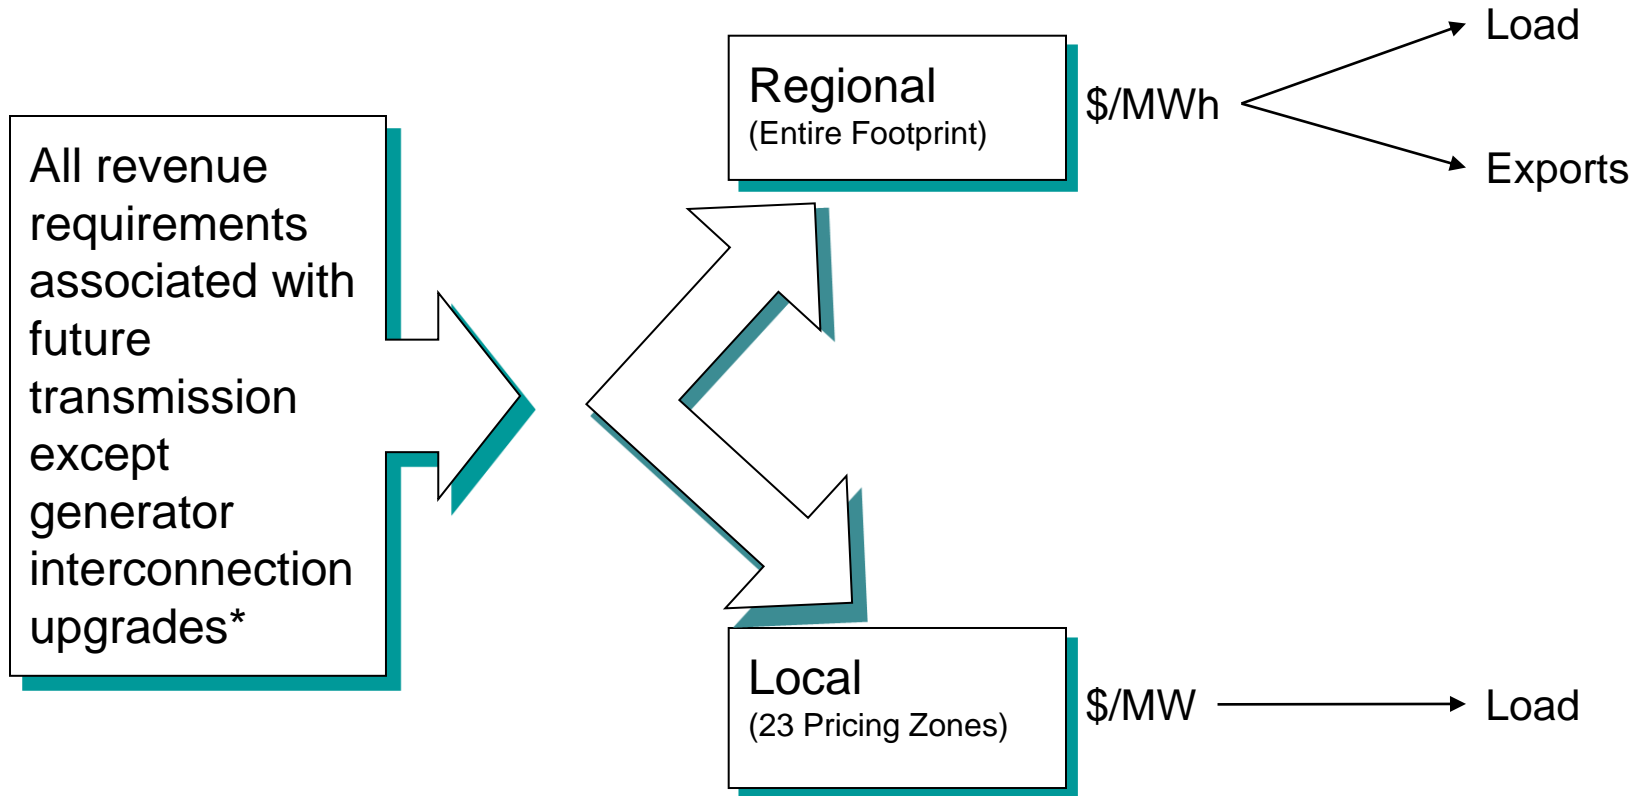 All revenue
requirements
associated with
future
transmission
except
generator
interconnection
upgrades*
Regional
(Entire Footprint)
$/MWh
Load
Exports
Local
(23 Pricing Zones)
$/MW
Load